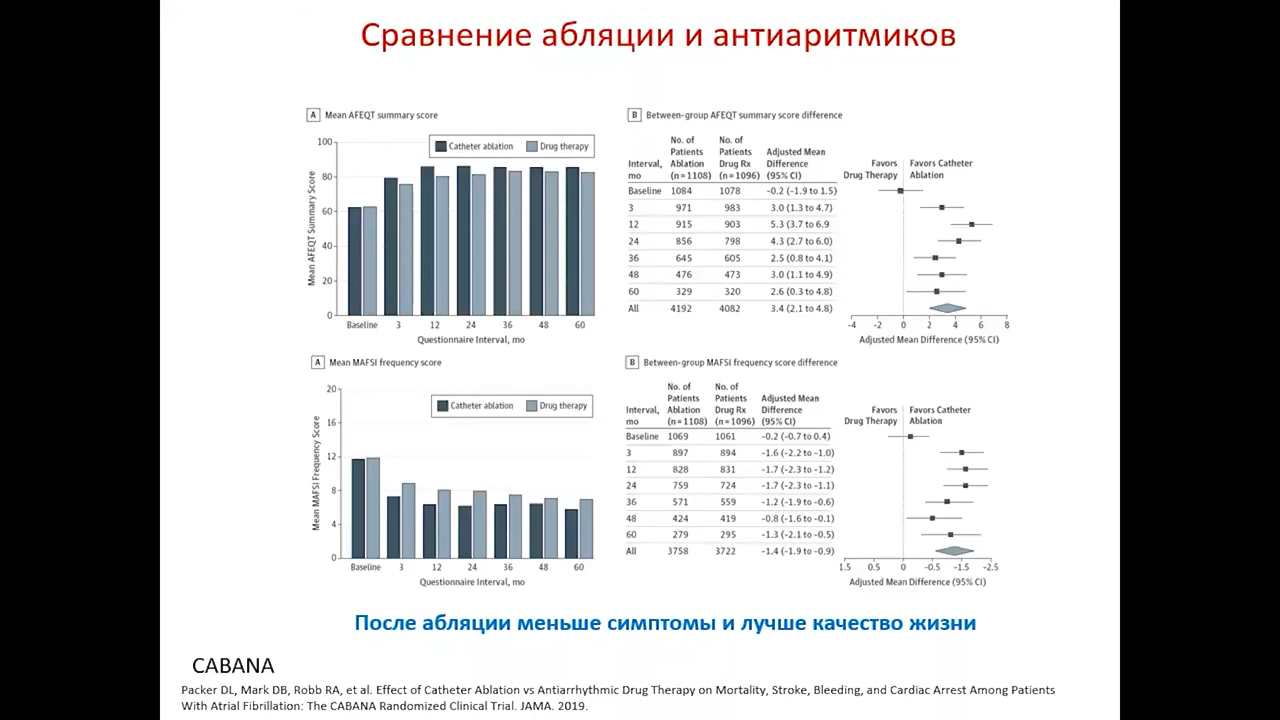 Сравнение абляции и антиаритмиков
A Mean AFEQT summary score
Catheter ablation Drug therapy
Mean AFEQT Summary Score
100
80
60
40
20
0
Baseline 3 12 24 36 48 60
Questionnaire Interval, mo
B Between-group AFEQT summary score difference
Interval, mo No. of Patients Ablation (n=1108) No. of Patients Drug Rx (n=1096) Adjusted Mean Difference (95% CI)
Favors Drug Therapy Favors Catheter Ablation
Baseline 1084 1078 -0.2 (-1.9 to 1.5)
3 971 983 3.0 (1.3 to 4.7)
12 915 903 5.3 (3.7 to 6.9
24 856 798 4.3 (2.7 to 6.0)
36 645 605 2.5 (0.8 to 4.1)
48 476 473 3.0 (1.1 to 4.9)
60 329 320 2.6 (0.3 to 4.8)
All 4192 4082 3.4 (2.1 to 4.8)
-4 -2 0 2 4 6 8
Adjusted Mean Difference (95% CI)
A Mean MAFSI frequency score
Catheter ablation Drug therapy
Mean MAFSI Frequency Score
20
16
12
8
4
0
Baseline 3 12 24 36 48 60
Questionnaire Interval, mo
B Between-group MAFSI frequency score difference
Interval, mo No. of Patients Ablation (n=1108) No. of Patients Drug Rx (n=1096) Adjusted Mean Difference (95% CI)
Favors Drug Therapy Favors Catheter Ablation
Baseline 1069 1061 -0.2 (-0.7 to 0.4)
3 897 894 -1.6 (-2.2 to -1.0)
12 828 831 -1.7 (-2.3 to -1.2)
24 759 724 -1.7 (-2.3 to -1.1)
36 571 559 -1.2 (-1.9 to -0.6)
48 424 419 -0.8 (-1.6 to -0.1)
60 279 295 -1.3 (-2.1 to -0.5)
All 3758 3722 -1.4 (-1.9 to -0.9)
1.5 0.5 0 -0.5 -1.5 -2.5
Adjusted Mean Difference (95% CI)
После абляции меньше симптомы и лучше качество жизни
CABANA
Packer DL, Mark DB, Robb RA, et al. Effect of Catheter Ablation vs Antiarrhythmic Drug Therapy on Mortality, Stroke, Bleeding, and Cardiac Arrest Among Patients
With Atrial Fibrillation: The CABANA Randomized Clinical Trial. JAMA. 2019.